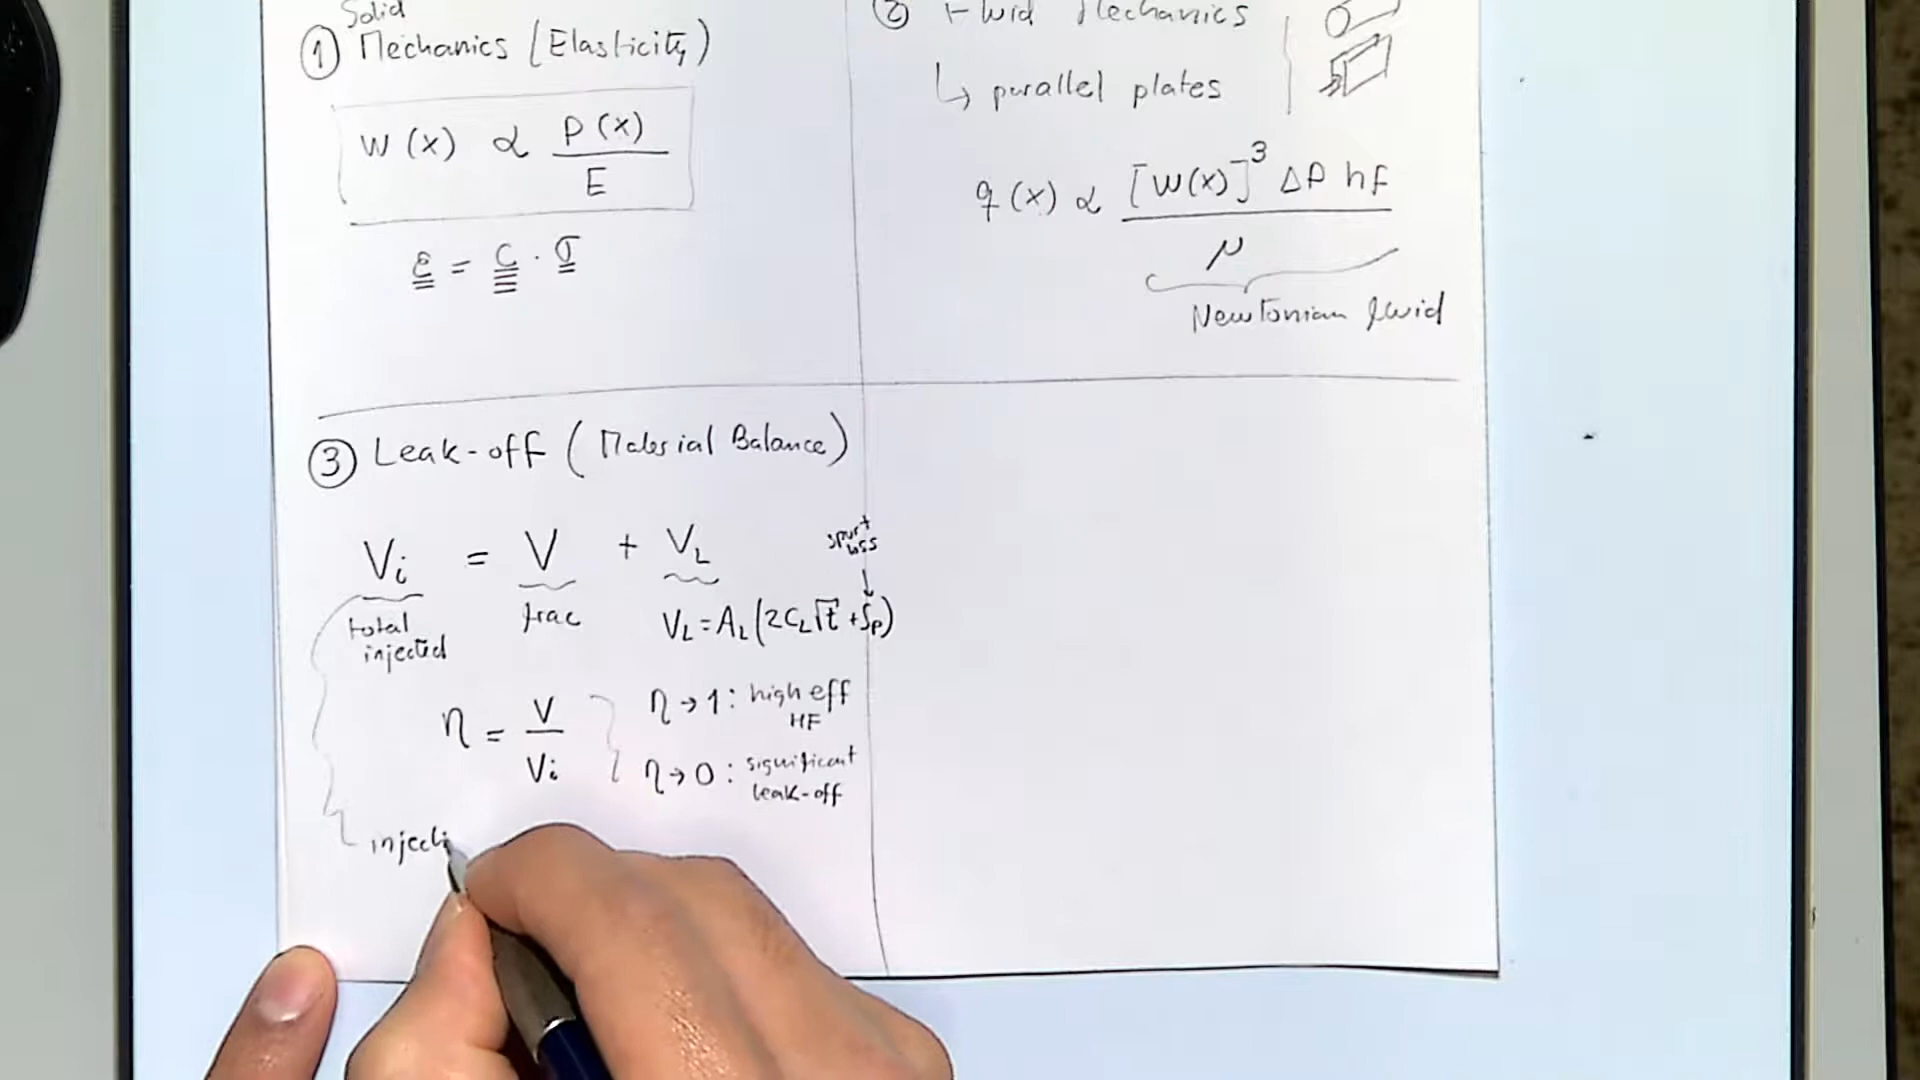 Solid
① Mechanics (Elasticity)
W(x) ∝ P(x) / E
ε = C · σ
② Fluid Mechanics
↳ parallel plates
q(x) ∝ [W(x)]³ ΔP hf / μ
Newtonian fluid
③ Leak-off (Material Balance)
Vi = V + VL
total injected
frac
spurt loss
VL = AL (2CL√t + Sp)
η = V / Vi
η → 1 : high eff
HF
η → 0 : significant
leak-off
injecti